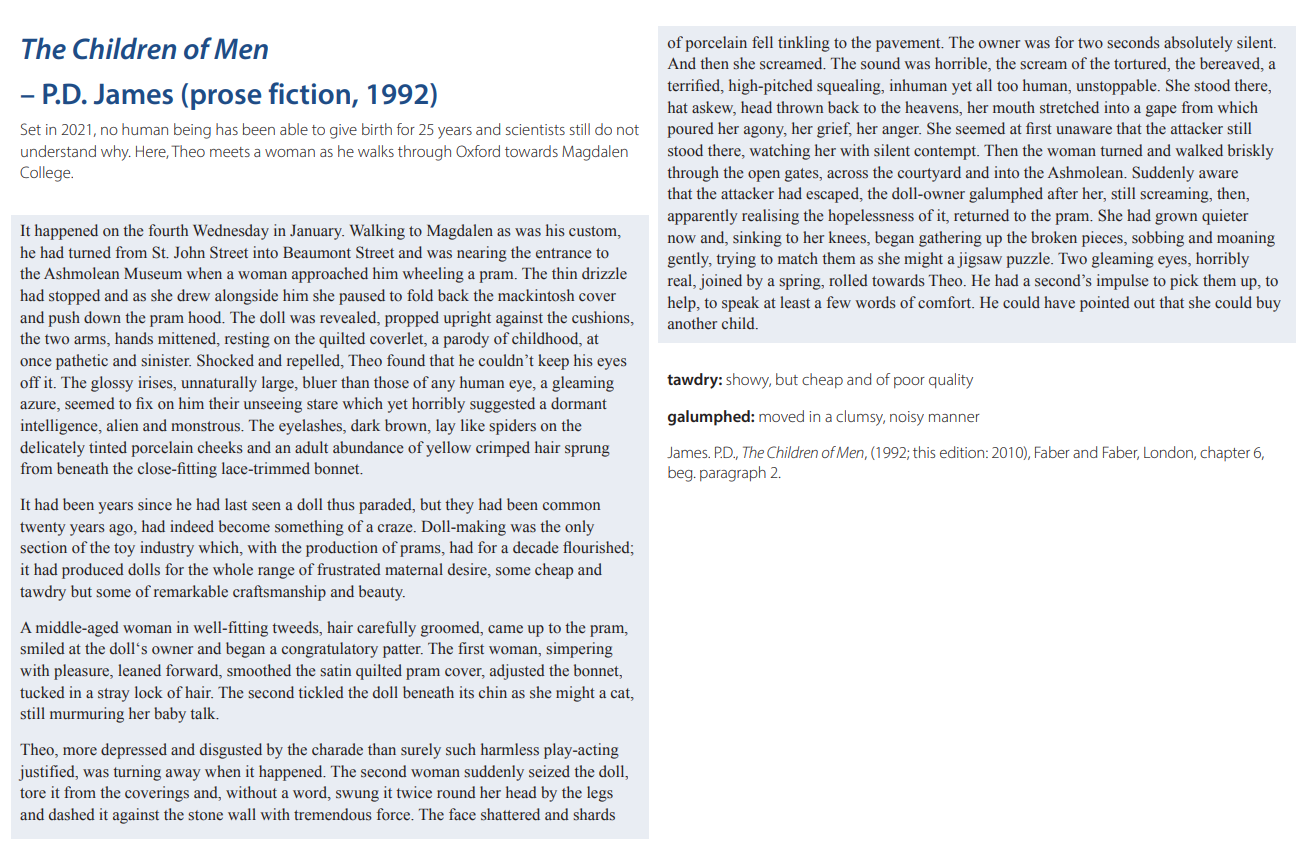 The Children of Men
– P.D. James (prose fiction, 1992)
Set in 2021, no human being has been able to give birth for 25 years and scientists still do not
understand why. Here, Theo meets a woman as he walks through Oxford towards Magdalen
College.
It happened on the fourth Wednesday in January. Walking to Magdalen as was his custom,
he had turned from St. John Street into Beaumont Street and was nearing the entrance to
the Ashmolean Museum when a woman approached him wheeling a pram. The thin drizzle
had stopped and as she drew alongside him she paused to fold back the mackintosh cover
and push down the pram hood. The doll was revealed, propped upright against the cushions,
the two arms, hands mittened, resting on the quilted coverlet, a parody of childhood, at
once pathetic and sinister. Shocked and repelled, Theo found that he couldn’t keep his eyes
off it. The glossy irises, unnaturally large, bluer than those of any human eye, a gleaming
azure, seemed to fix on him their unseeing stare which yet horribly suggested a dormant
intelligence, alien and monstrous. The eyelashes, dark brown, lay like spiders on the
delicately tinted porcelain cheeks and an adult abundance of yellow crimped hair sprung
from beneath the close-fitting lace-trimmed bonnet.
It had been years since he had last seen a doll thus paraded, but they had been common
twenty years ago, had indeed become something of a craze. Doll-making was the only
section of the toy industry which, with the production of prams, had for a decade flourished;
it had produced dolls for the whole range of frustrated maternal desire, some cheap and
tawdry but some of remarkable craftsmanship and beauty.
A middle-aged woman in well-fitting tweeds, hair carefully groomed, came up to the pram,
smiled at the doll‘s owner and began a congratulatory patter. The first woman, simpering
with pleasure, leaned forward, smoothed the satin quilted pram cover, adjusted the bonnet,
tucked in a stray lock of hair. The second tickled the doll beneath its chin as she might a cat,
still murmuring her baby talk.
Theo, more depressed and disgusted by the charade than surely such harmless play-acting
justified, was turning away when it happened. The second woman suddenly seized the doll,
tore it from the coverings and, without a word, swung it twice round her head by the legs
and dashed it against the stone wall with tremendous force. The face shattered and shards
of porcelain fell tinkling to the pavement. The owner was for two seconds absolutely silent.
And then she screamed. The sound was horrible, the scream of the tortured, the bereaved, a
terrified, high-pitched squealing, inhuman yet all too human, unstoppable. She stood there,
hat askew, head thrown back to the heavens, her mouth stretched into a gape from which
poured her agony, her grief, her anger. She seemed at first unaware that the attacker still
stood there, watching her with silent contempt. Then the woman turned and walked briskly
through the open gates, across the courtyard and into the Ashmolean. Suddenly aware
that the attacker had escaped, the doll-owner galumphed after her, still screaming, then,
apparently realising the hopelessness of it, returned to the pram. She had grown quieter
now and, sinking to her knees, began gathering up the broken pieces, sobbing and moaning
gently, trying to match them as she might a jigsaw puzzle. Two gleaming eyes, horribly
real, joined by a spring, rolled towards Theo. He had a second’s impulse to pick them up, to
help, to speak at least a few words of comfort. He could have pointed out that she could buy
another child.
tawdry: showy, but cheap and of poor quality
galumphed: moved in a clumsy, noisy manner
James. P.D., The Children of Men, (1992; this edition: 2010), Faber and Faber, London, chapter 6,
beg. paragraph 2.